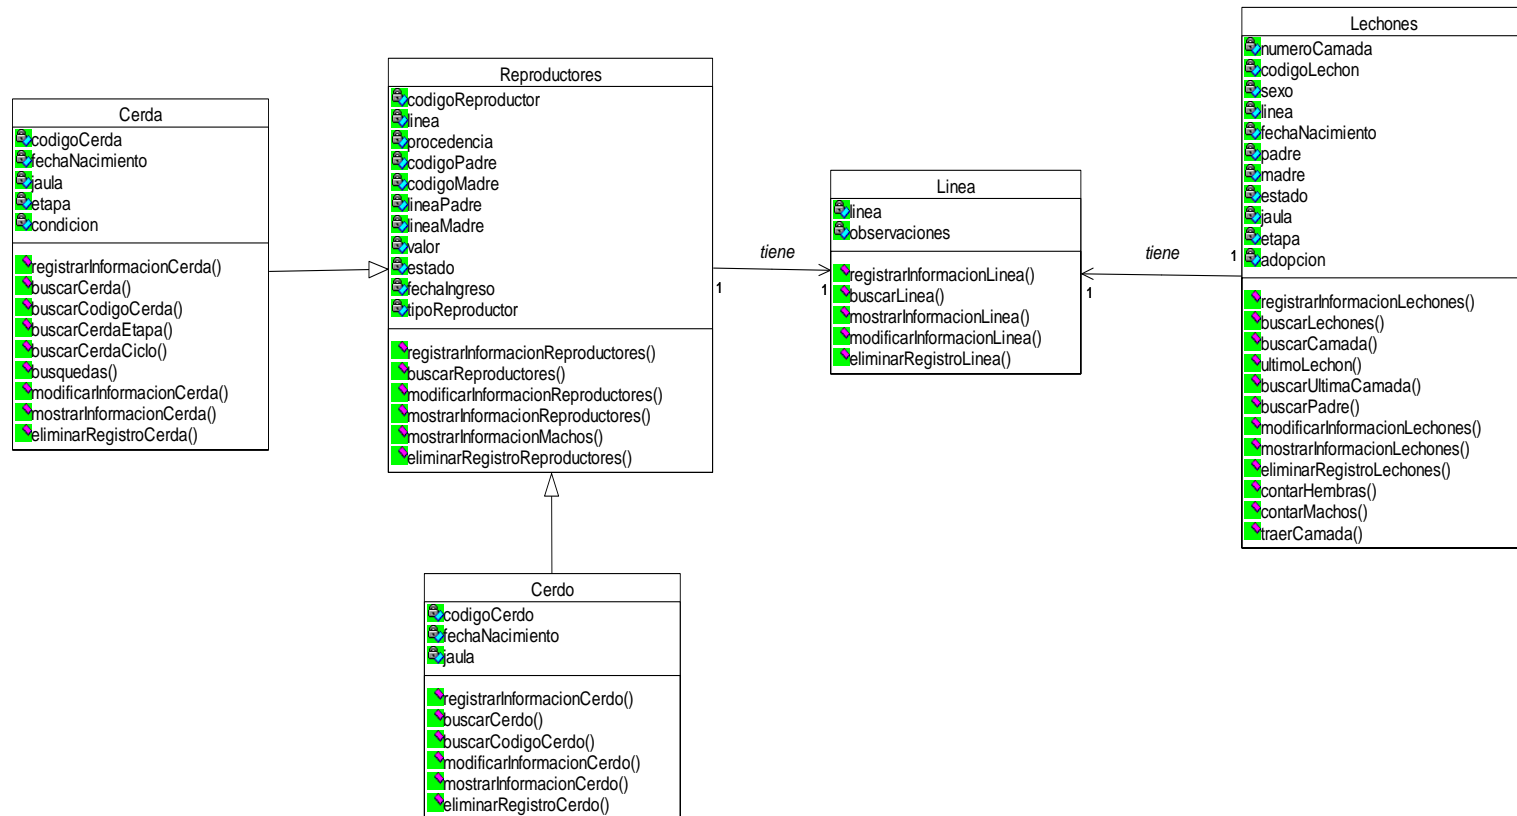 Cerda
codigoCerda
fechaNacimiento
jaula
etapa
condicion
registrarInformacionCerda()
buscarCerda()
buscarCodigoCerda()
buscarCerdaEtapa()
buscarCerdaCiclo()
busquedas()
modificarInformacionCerda()
mostrarInformacionCerda()
eliminarRegistroCerda()
Reproductores
codigoReproductor
linea
procedencia
codigoPadre
codigoMadre
lineaPadre
lineaMadre
valor
estado
fechaIngreso
tipoReproductor
registrarInformacionReproductores()
buscarReproductores()
modificarInformacionReproductores()
mostrarInformacionReproductores()
mostrarInformacionMachos()
eliminarRegistroReproductores()
Cerdo
codigoCerdo
fechaNacimiento
jaula
registrarInformacionCerdo()
buscarCerdo()
buscarCodigoCerdo()
modificarInformacionCerdo()
mostrarInformacionCerdo()
eliminarRegistroCerdo()
tiene
1
1
Linea
linea
observaciones
registrarInformacionLinea()
buscarLinea()
mostrarInformacionLinea()
modificarInformacionLinea()
eliminarRegistroLinea()
tiene
1
1
Lechones
numeroCamada
codigoLechon
sexo
linea
fechaNacimiento
padre
madre
estado
jaula
etapa
adopcion
registrarInformacionLechones()
buscarLechones()
buscarCamada()
ultimoLechon()
buscarUltimaCamada()
buscarPadre()
modificarInformacionLechones()
mostrarInformacionLechones()
eliminarRegistroLechones()
contarHembras()
contarMachos()
traerCamada()